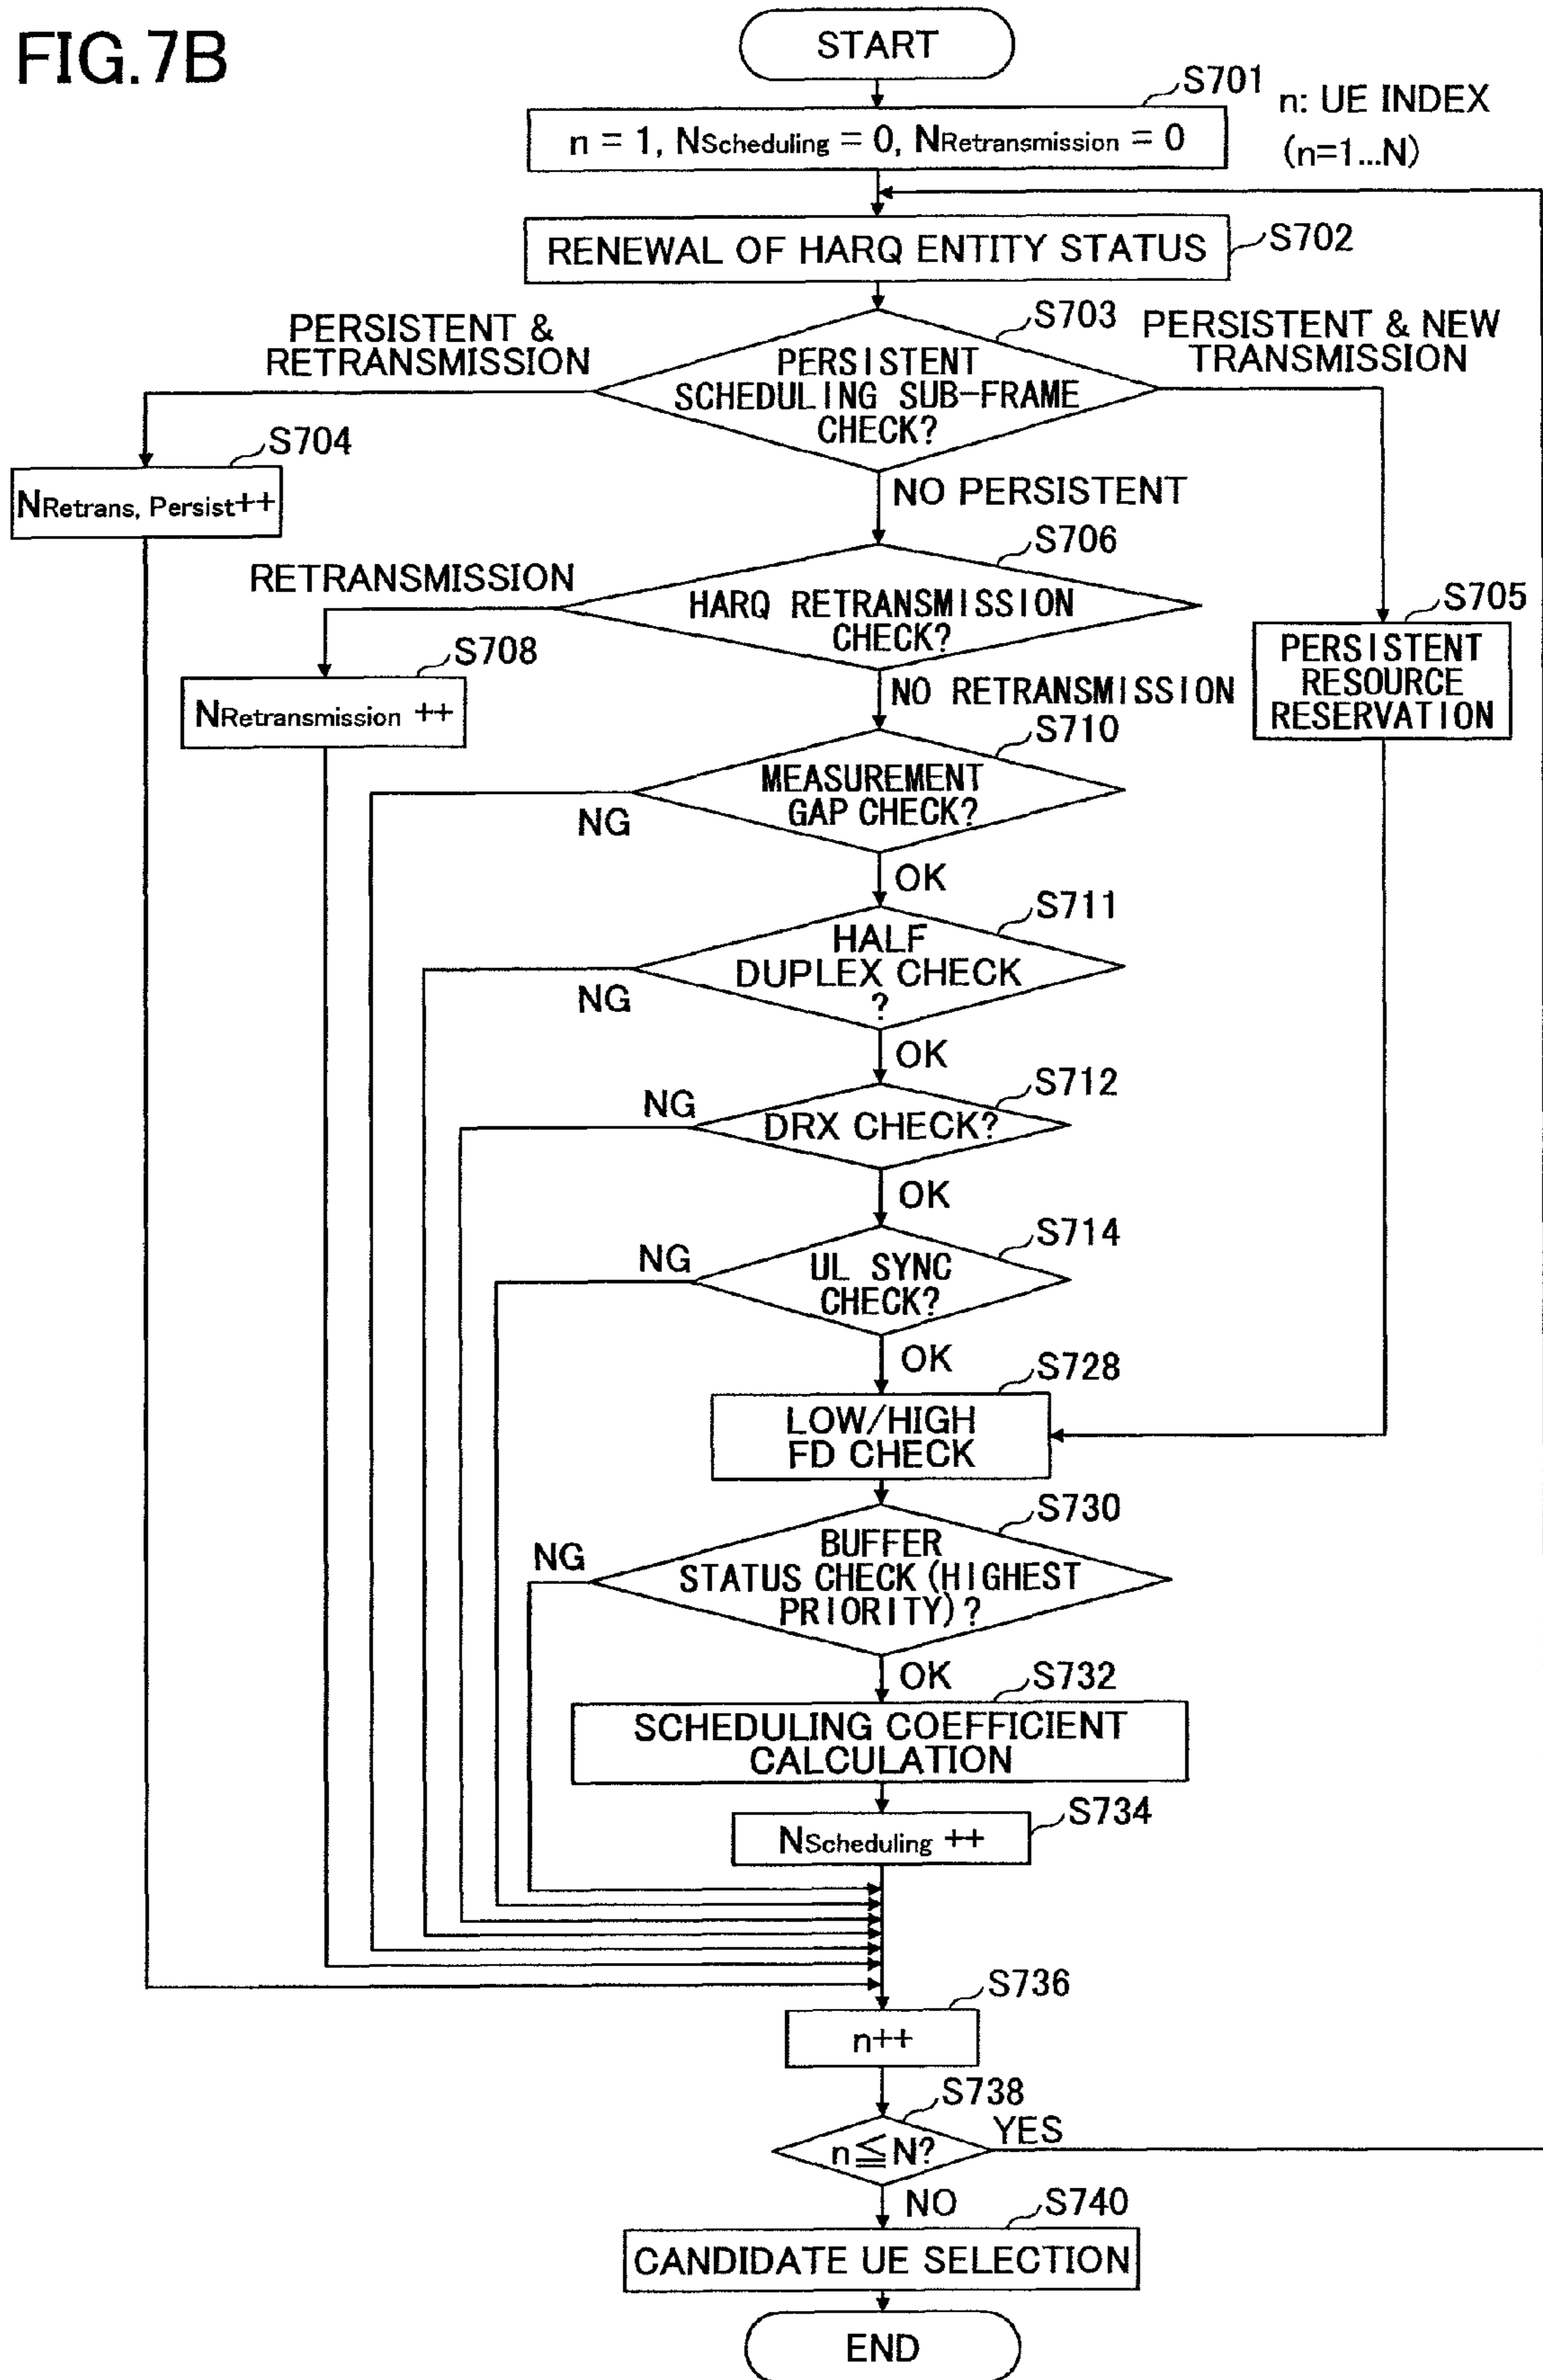 FIG.7B
START
S701
n: UE INDEX
(n=1...N)
n = 1, NScheduling = 0, NRetransmission = 0
RENEWAL OF HARQ ENTITY STATUS
S702
S703
PERSISTENT &
RETRANSMISSION
PERSISTENT & NEW
TRANSMISSION
PERSISTENT
SCHEDULING SUB-FRAME
CHECK?
S704
NRetrans, Persist++
NO PERSISTENT
S706
RETRANSMISSION
HARQ RETRANSMISSION
CHECK?
S705
PERSISTENT
RESOURCE
RESERVATION
S708
NRetransmission ++
NO RETRANSMISSION
S710
MEASUREMENT
GAP CHECK?
NG
OK
S711
HALF
DUPLEX CHECK
?
NG
OK
S712
NG
DRX CHECK?
OK
S714
NG
UL SYNC
CHECK?
OK
S728
LOW/HIGH
FD CHECK
S730
NG
BUFFER
STATUS CHECK (HIGHEST
PRIORITY)?
OK
S732
SCHEDULING COEFFICIENT
CALCULATION
S734
NScheduling ++
S736
n++
S738
n≦N?
YES
NO
S740
CANDIDATE UE SELECTION
END